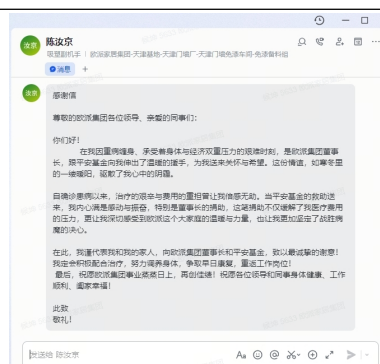 陈汝京
吸塑副机手 | 欧派家居集团-天津基地-天津门墙厂-天津门墙免漆车间-免漆备料组
消息 +
汝京
感谢信
尊敬的欧派集团各位领导、亲爱的同事们：
你们好！
在我因重病缠身、承受着身体与经济双重压力的艰难时刻，是欧派集团董事
长，跟平安基金向我伸出了温暖的援手，为我送来关怀与希望。这份情谊，如寒冬里
的一缕暖阳，驱散了我心中的阴霾。
自确诊患病以来，治疗的艰辛与费用的重担曾让我倍感无助。当平安基金的救助送
来，我内心满是感动与振奋，特别是董事长的捐助，这笔捐助不仅缓解了我医疗费用
的压力，更让我深切感受到欧派这个大家庭的温暖与力量，也让我更加坚定了战胜病
魔的决心。
在此，我谨代表我和我的家人，向欧派集团董事长和平安基金，致以最诚挚的谢意！
我定会积极配合治疗，努力调养身体，争取早日康复，重返工作岗位！
最后，祝愿欧派集团事业蒸蒸日上，再创佳绩！祝愿各位领导和同事身体健康、工作
顺利、阖家幸福！
此致
敬礼！
发送给 陈汝京